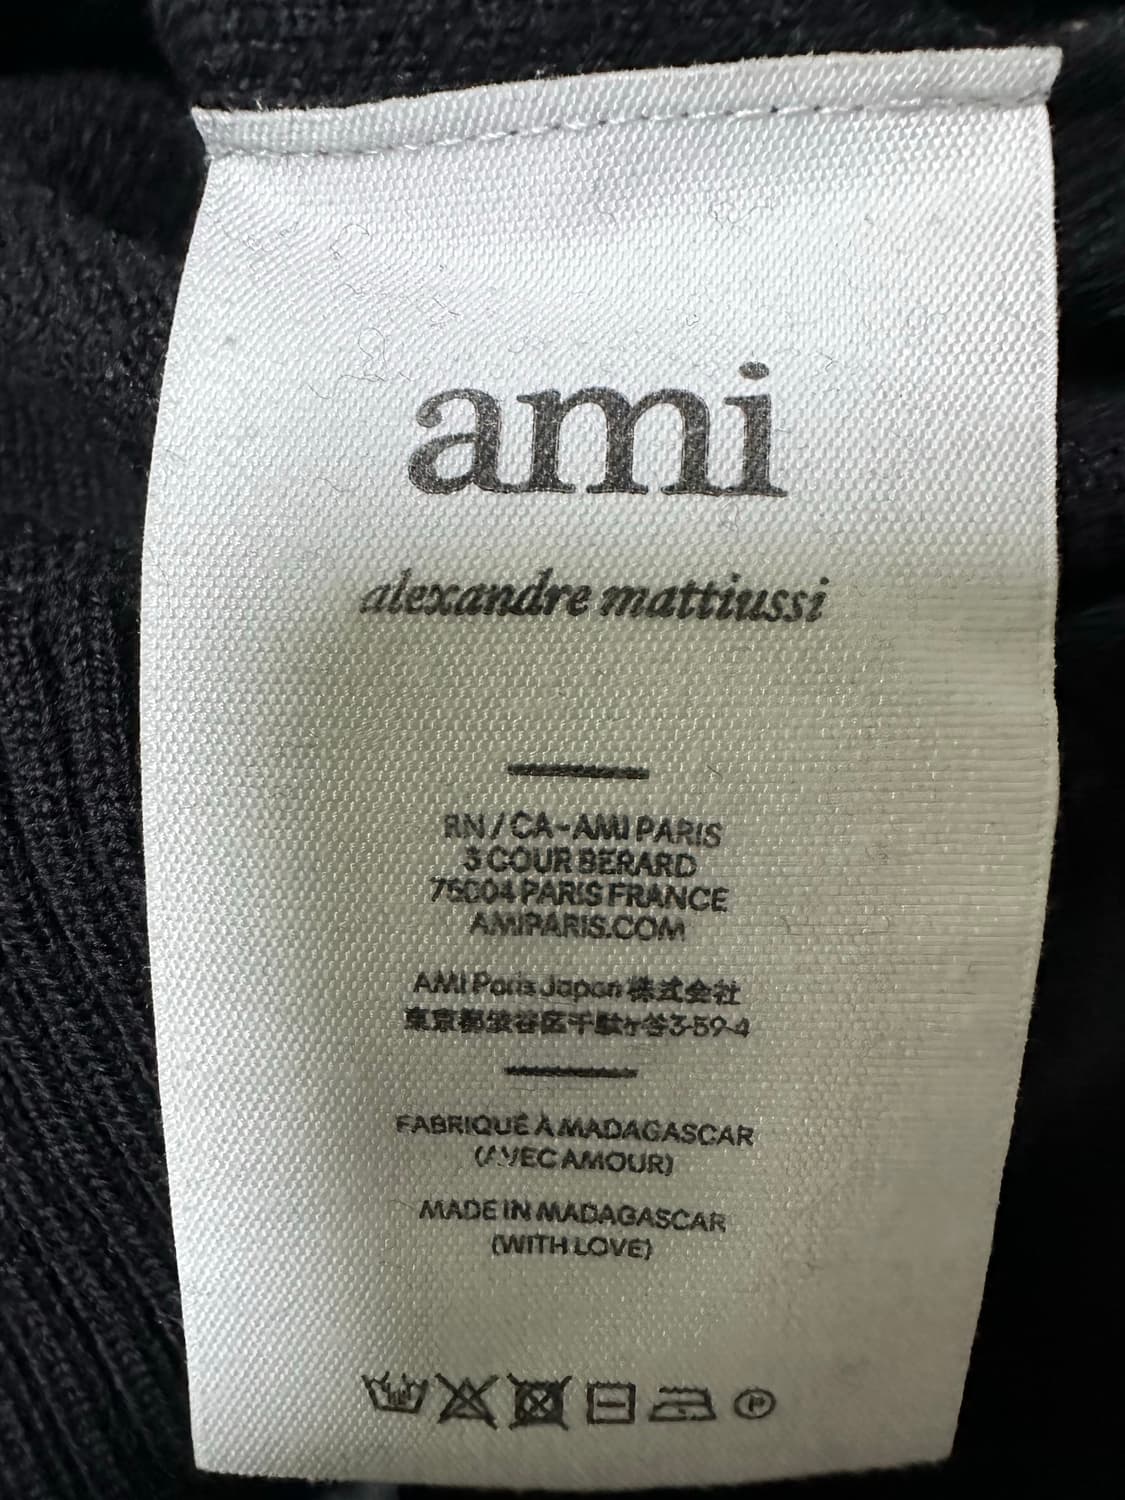 ami
alexandre mattiussi
RN / CA-AMI PARIS
3 COUR BERARD
75004 PARIS FRANCE
AMIPARIS.COM
AMI Paris Japan 株式会社
東京都渋谷区千駄ヶ谷3-59-4
FABRIQUÉ À MADAGASCAR
(AVEC AMOUR)
MADE IN MADAGASCAR
(WITH LOVE)
P